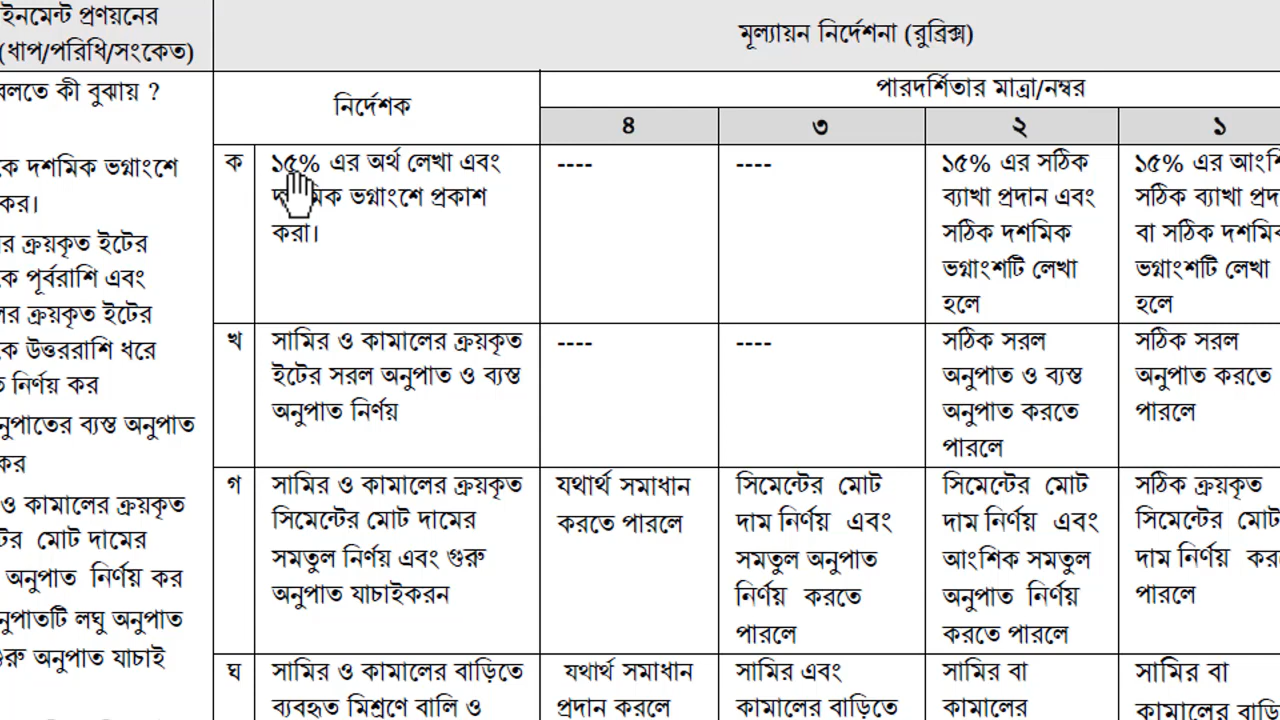 ইনমেন্ট প্রণয়নের
(ধাপ/পরিধি/সংকেত)
বলতে কী বুঝায় ?
কে দশমিক ভগ্নাংশে
কর।
র ক্রয়কৃত ইটের
কে পূর্বরাশি এবং
লের ক্রয়কৃত ইটের
কে উত্তররাশি ধরে
ত নির্ণয় কর
নুপাতের ব্যস্ত অনুপাত
কর
ও কামালের ক্রয়কৃত
টের মোট দামের
অনুপাত নির্ণয় কর
নুপাতটি লঘু অনুপাত
গুরু অনুপাত যাচাই
মূল্যায়ন নির্দেশনা (রুব্রিক্স)
নির্দেশক
পারদর্শিতার মাত্রা/নম্বর
৪ ৩ ২ ১
ক
১৫% এর অর্থ লেখা এবং
ভগ্নাংশে প্রকাশ
করা।
----
----
১৫% এর সঠিক
ব্যাখা প্রদান এবং
সঠিক দশমিক
ভগ্নাংশটি লেখা
হলে
১৫% এর আংশি
সঠিক ব্যাখা প্রদ
বা সঠিক দশমি
ভগ্নাংশটি লেখা
হলে
খ
সামির ও কামালের ক্রয়কৃত
ইটের সরল অনুপাত ও ব্যস্ত
অনুপাত নির্ণয়
----
----
সঠিক সরল
অনুপাত ও ব্যস্ত
অনুপাত করতে
পারলে
সঠিক সরল
অনুপাত করতে
পারলে
গ
সামির ও কামালের ক্রয়কৃত
সিমেন্টের মোট দামের
সমতুল নির্ণয় এবং গুরু
অনুপাত যাচাইকরন
যথার্থ সমাধান
করতে পারলে
সিমেন্টের মোট
দাম নির্ণয় এবং
সমতুল অনুপাত
নির্ণয় করতে
পারলে
সিমেন্টের মোট
দাম নির্ণয় এবং
আংশিক সমতুল
অনুপাত নির্ণয়
করতে পারলে
সঠিক ক্রয়কৃত
সিমেন্টের মোট
দাম নির্ণয় কর
পারলে
ঘ
সামির ও কামালের বাড়িতে
ব্যবহৃত মিশ্রণে বালি ও
যথার্থ সমাধান
প্রদান করলে
সামির এবং
কামালের বাড়িতে
সামির বা
কামালের
সামির বা
কামালের বাড়ি